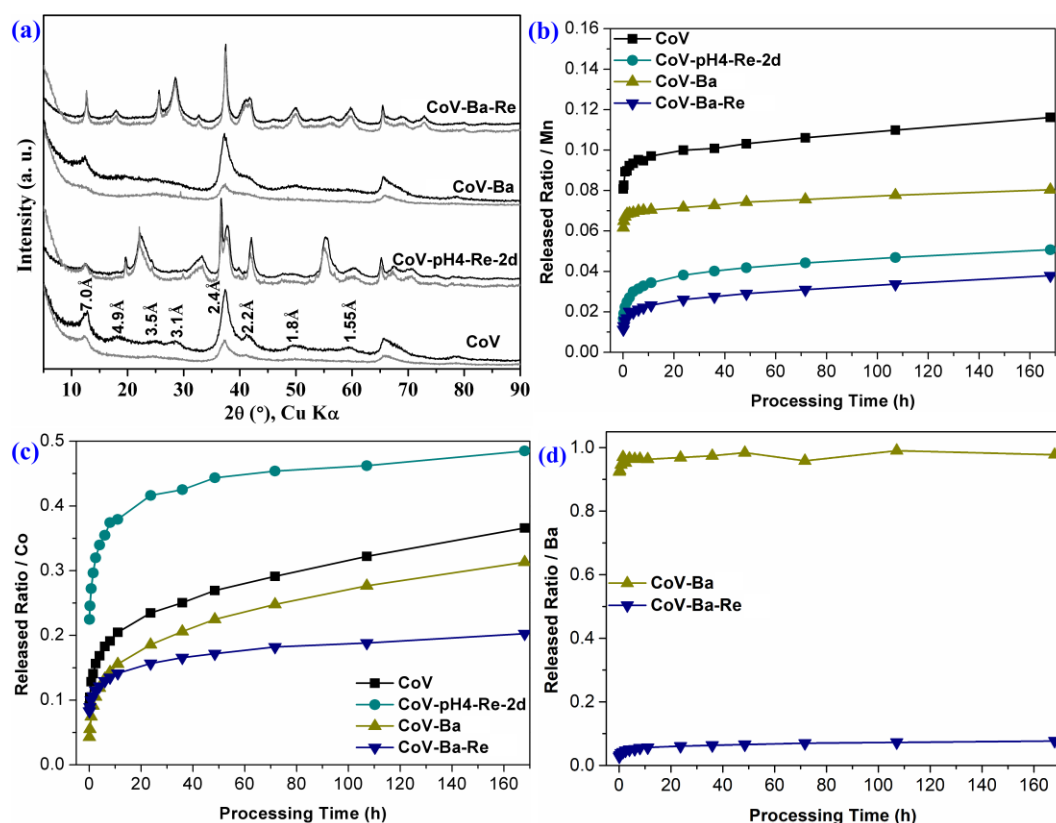 (a)
Intensity (a. u.)
CoV-Ba-Re
CoV-Ba
CoV-pH4-Re-2d
CoV
7.0Å
4.9Å
3.5Å
3.1Å
2.4Å
2.2Å
1.8Å
1.55Å
10 20 30 40 50 60 70 80 90
2θ (°), Cu Kα
(b)
Released Ratio / Mn
0.16
0.14
0.12
0.10
0.08
0.06
0.04
0.02
0.00
CoV
CoV-pH4-Re-2d
CoV-Ba
CoV-Ba-Re
0 20 40 60 80 100 120 140 160
Processing Time (h)
(c)
Released Ratio / Co
0.5
0.4
0.3
0.2
0.1
0.0
CoV
CoV-pH4-Re-2d
CoV-Ba
CoV-Ba-Re
0 20 40 60 80 100 120 140 160
Processing Time (h)
(d)
Released Ratio / Ba
1.0
0.8
0.6
0.4
0.2
0.0
CoV-Ba
CoV-Ba-Re
0 20 40 60 80 100 120 140 160
Processing Time (h)